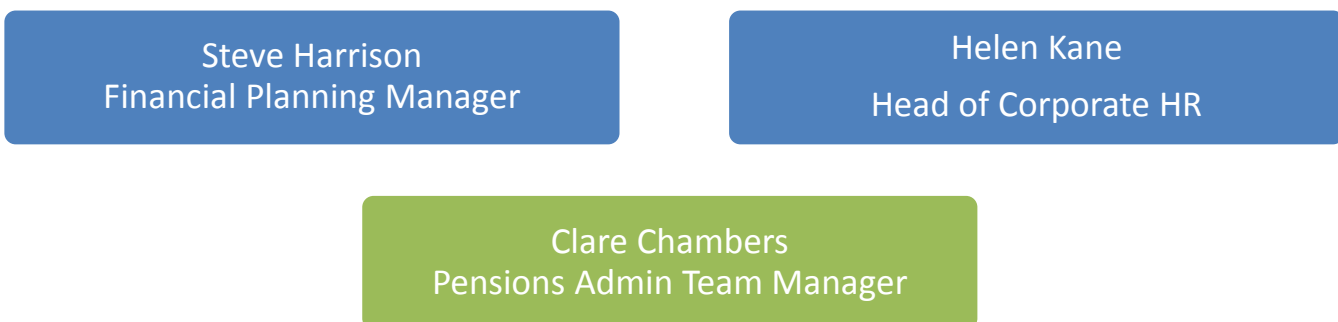 Steve Harrison
Financial Planning Manager
Helen Kane
Head of Corporate HR
Clare Chambers
Pensions Admin Team Manager